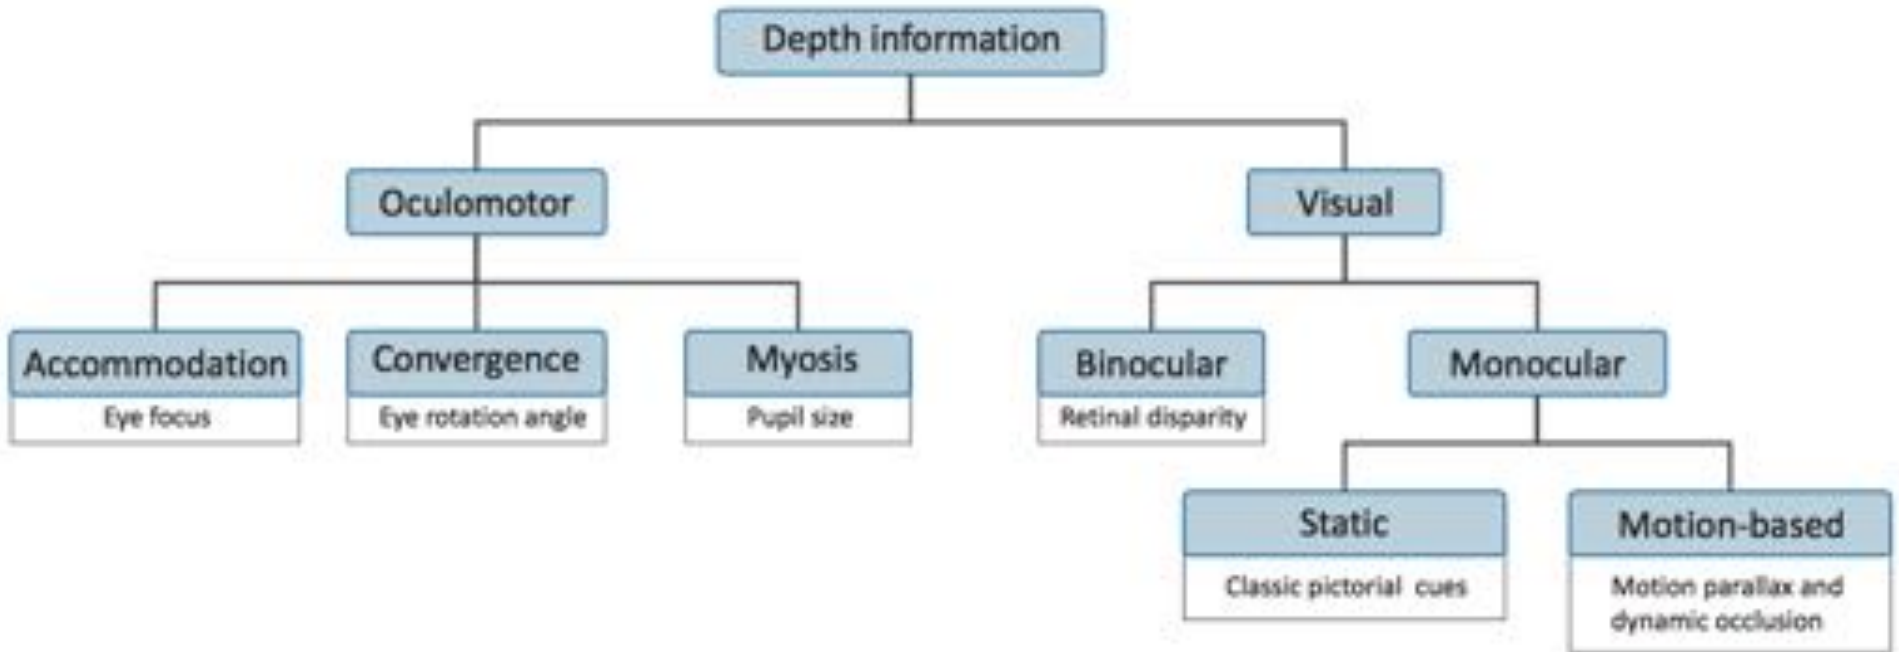 Depth information
Oculomotor
Visual
Accommodation
Eye focus
Convergence
Eye rotation angle
Myosis
Pupil size
Binocular
Retinal disparity
Monocular
Static
Classic pictorial cues
Motion-based
Motion parallax and
dynamic occlusion